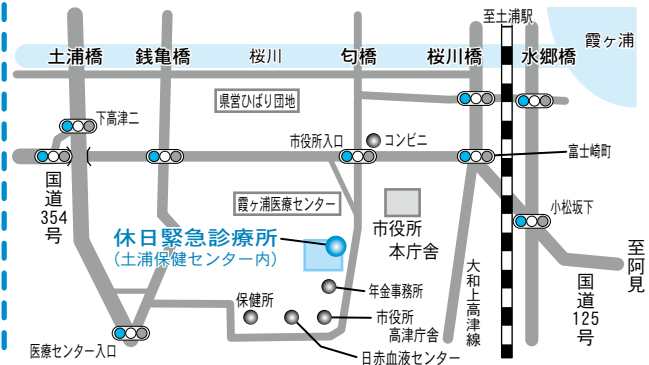 至土浦駅
霞ヶ浦
土浦橋
銭亀橋
桜川
匂橋
桜川橋
水郷橋
県営ひばり団地
下高津二
市役所入口
コンビニ
富士崎町
国道354号
霞ヶ浦医療センター
市役所
本庁舎
小松坂下
休日緊急診療所
(土浦保健センター内)
至阿見
大和上高津線
国道125号
年金事務所
保健所
市役所
高津庁舎
医療センター入口
日赤血液センター